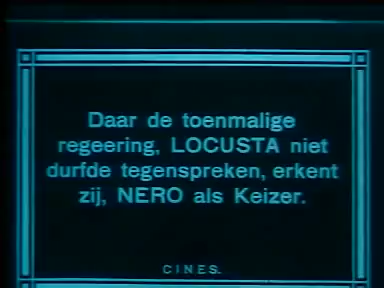 Daar de toenmalige
regeering, LOCUSTA niet
durfde tegenspreken, erkent
zij, NERO als Keizer.
CINES.